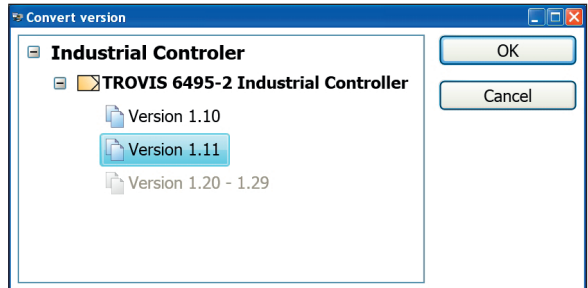 Convert version
Industrial Controler
OK
TROVIS 6495-2 Industrial Controller
Cancel
Version 1.10
Version 1.11
Version 1.20 - 1.29